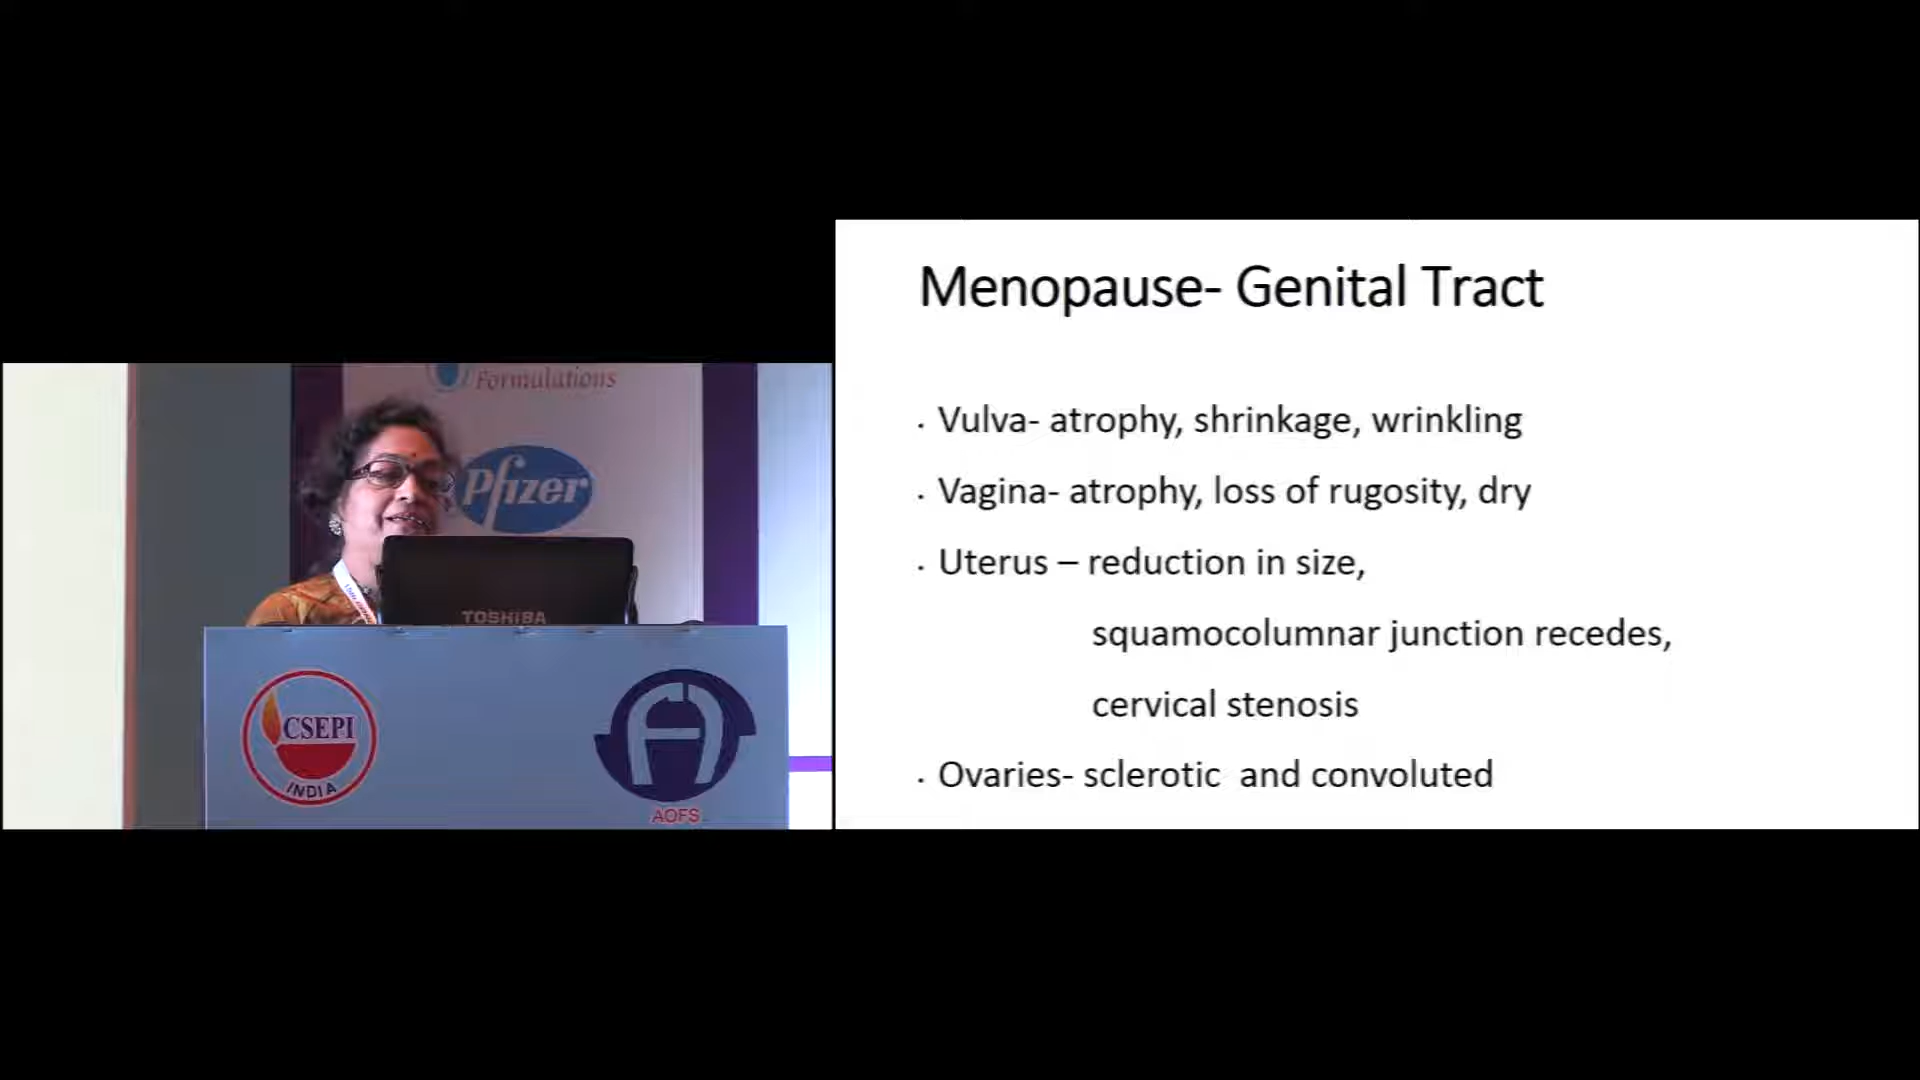 Formulations
Pfizer
TOSHIBA
CSEPI
INDIA
AOFS
Menopause- Genital Tract
. Vulva- atrophy, shrinkage, wrinkling
. Vagina- atrophy, loss of rugosity, dry
. Uterus – reduction in size,
squamocolumnar junction recedes,
cervical stenosis
. Ovaries- sclerotic and convoluted